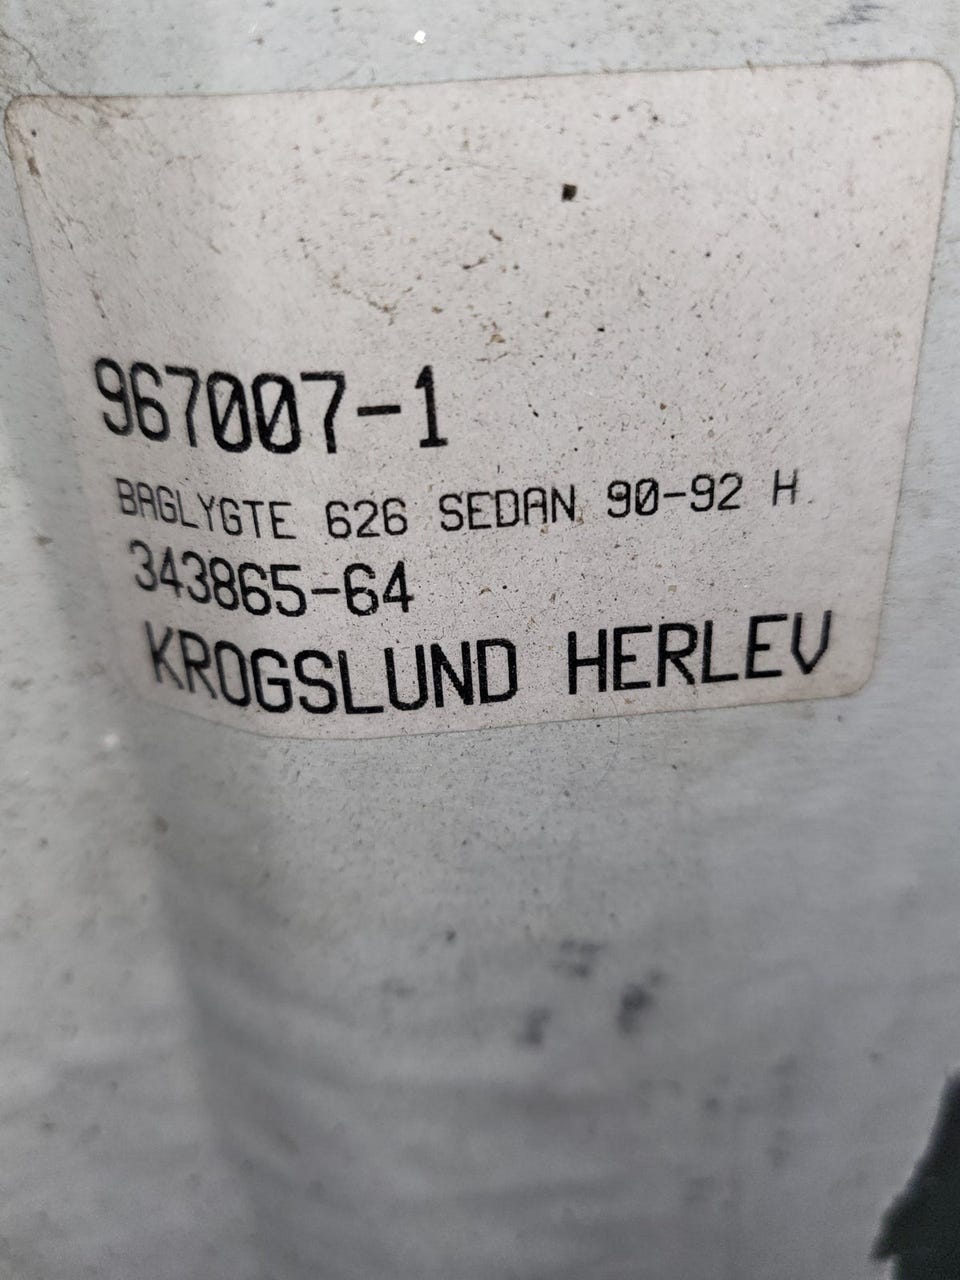 967007-1
BAGLYGTE 626 SEDAN 90-92 H
343865-64
KROGSLUND HERLEV